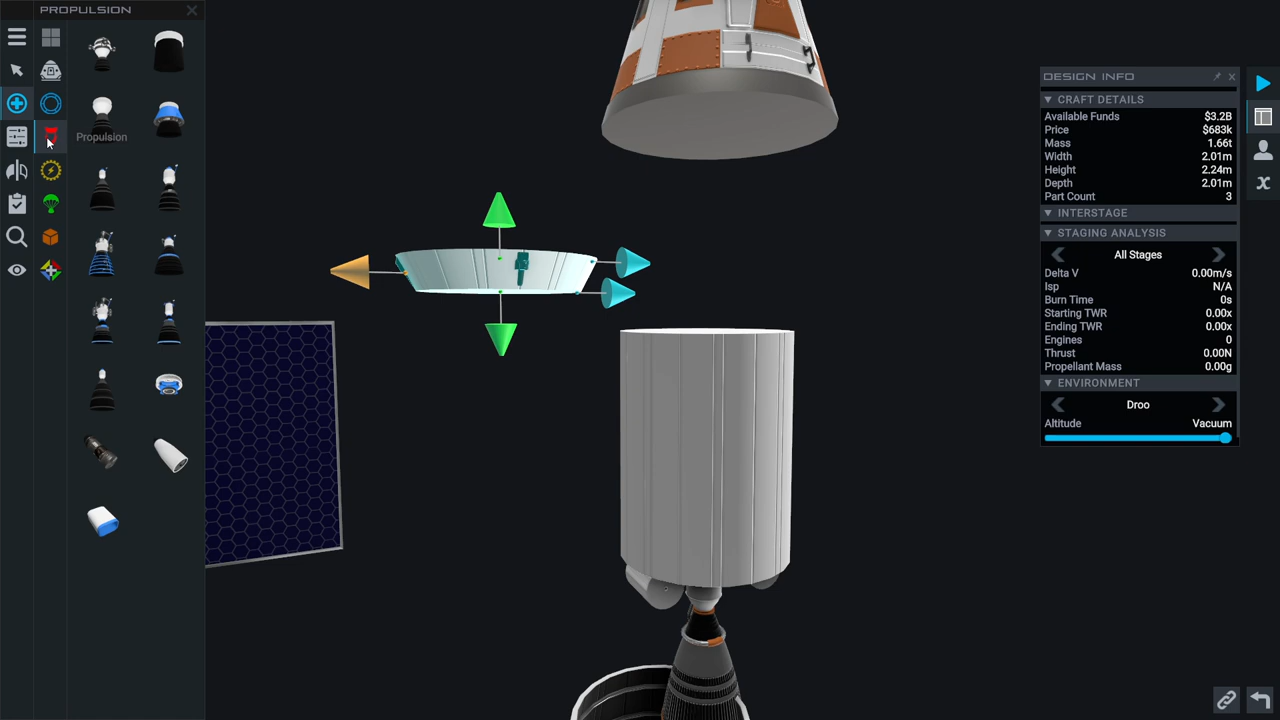 PROPULSION
Propulsion
DESIGN INFO
CRAFT DETAILS
Available Funds $3.2B
Price $683k
Mass 1.66t
Width 2.01m
Height 2.24m
Depth 2.01m
Part Count 3
INTERSTAGE
STAGING ANALYSIS
All Stages
Delta V 0.00m/s
Isp N/A
Burn Time 0s
Starting TWR 0.00x
Ending TWR 0.00x
Engines 0
Thrust 0.00N
Propellant Mass 0.00g
ENVIRONMENT
Droo
Altitude Vacuum